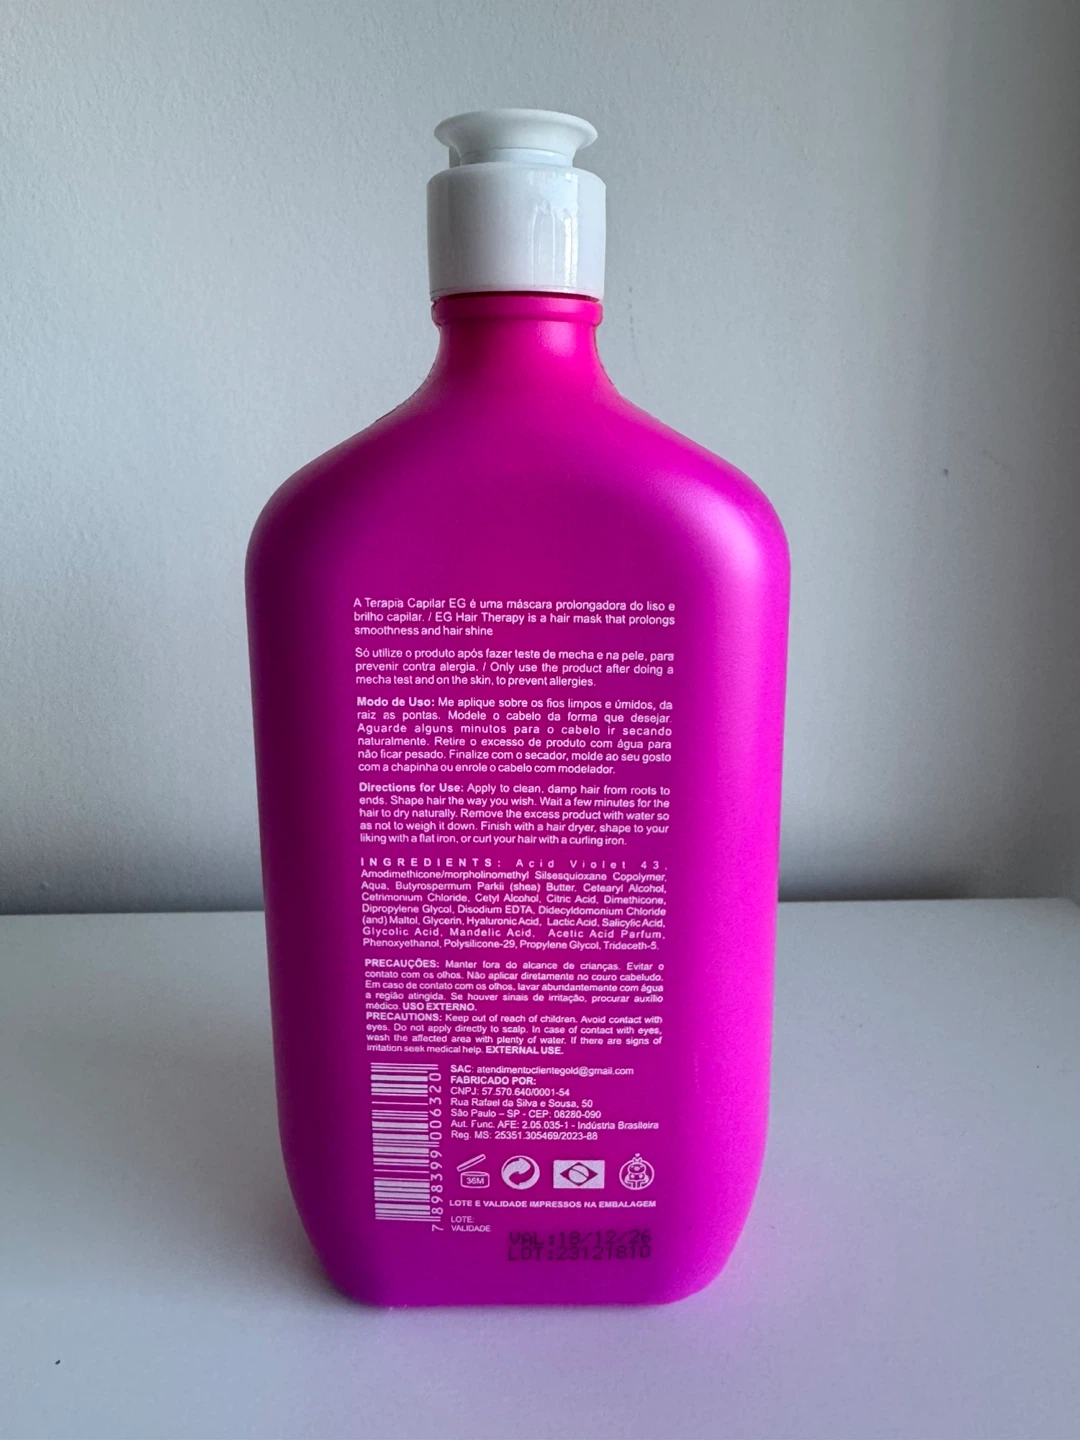 A Terapia Capilar EG é uma máscara prolongadora do liso e
brilho capilar. / EG Hair Therapy is a hair mask that prolongs
smoothness and hair shine
Só utilize o produto após fazer teste de mecha e na pele, para
prevenir contra alergia. / Only use the product after doing a
mecha test and on the skin, to prevent allergies.
Modo de Uso: Me aplique sobre os fios limpos e úmidos, da
raiz as pontas. Modele o cabelo da forma que desejar.
Aguarde alguns minutos para o cabelo ir secando
naturalmente. Retire o excesso de produto com água para
não ficar pesado. Finalize com o secador, molde ao seu gosto
com a chapinha ou enrole o cabelo com modelador.
Directions for Use: Apply to clean, damp hair from roots to
ends. Shape hair the way you wish. Wait a few minutes for the
hair to dry naturally. Remove the excess product with water so
as not to weigh it down. Finish with a hair dryer, shape to your
liking with a flat iron, or curl your hair with a curling iron.
INGREDIENTS: Acid Violet 43,
Amodimethicone/morpholinomethyl Silsesquioxane Copolymer,
Aqua, Butyrospermum Parkii (shea) Butter, Cetearyl Alcohol,
Cetrimonium Chloride, Cetyl Alcohol, Citric Acid, Dimethicone,
Dipropylene Glycol, Disodium EDTA, Didecyldomonium Chloride
(and) Maltol, Glycerin, Hyaluronic Acid, Lactic Acid, Salicylic Acid,
Glycolic Acid, Mandelic Acid, Acetic Acid Parfum,
Phenoxyethanol, Polysilicone-29, Propylene Glycol, Trideceth-5.
PRECAUÇÕES: Manter fora do alcance de crianças. Evitar o
contato com os olhos. Não aplicar diretamente no couro cabeludo.
Em caso de contato com os olhos, lavar abundantemente com água
a região atingida. Se houver sinais de irritação, procurar auxílio
médico. USO EXTERNO.
PRECAUTIONS: Keep out of reach of children. Avoid contact with
eyes. Do not apply directly to scalp. In case of contact with eyes,
wash the affected area with plenty of water. If there are signs of
irritation seek medical help. EXTERNAL USE.
7 898399 006320
SAC: atendimentoclientegold@gmail.com
FABRICADO POR:
CNPJ: 57.570.640/0001-54
Rua Rafael da Silva e Sousa, 50
São Paulo – SP - CEP: 08280-090
Aut. Func. AFE: 2.05.035-1 - Indústria Brasileira
Reg. MS: 25351.305469/2023-88
36M
LOTE E VALIDADE IMPRESSOS NA EMBALAGEM
LOTE:
VALIDADE
VAL:18/12/26
LOT:2312181D